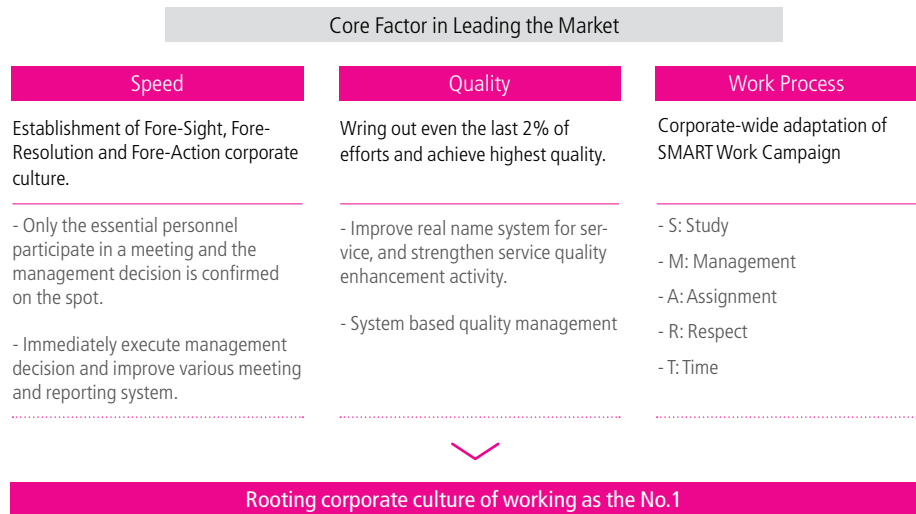 Core Factor in Leading the Market
Speed
Establishment of Fore-Sight, Fore-
Resolution and Fore-Action corporate
culture.
- Only the essential personnel
participate in a meeting and the
management decision is confirmed
on the spot.
- Immediately execute management
decision and improve various meeting
and reporting system.
Quality
Wring out even the last 2% of
efforts and achieve highest quality.
- Improve real name system for ser-
vice, and strengthen service quality
enhancement activity.
- System based quality management
Work Process
Corporate-wide adaptation of
SMART Work Campaign
- S: Study
- M: Management
- A: Assignment
- R: Respect
- T: Time
Rooting corporate culture of working as the No.1